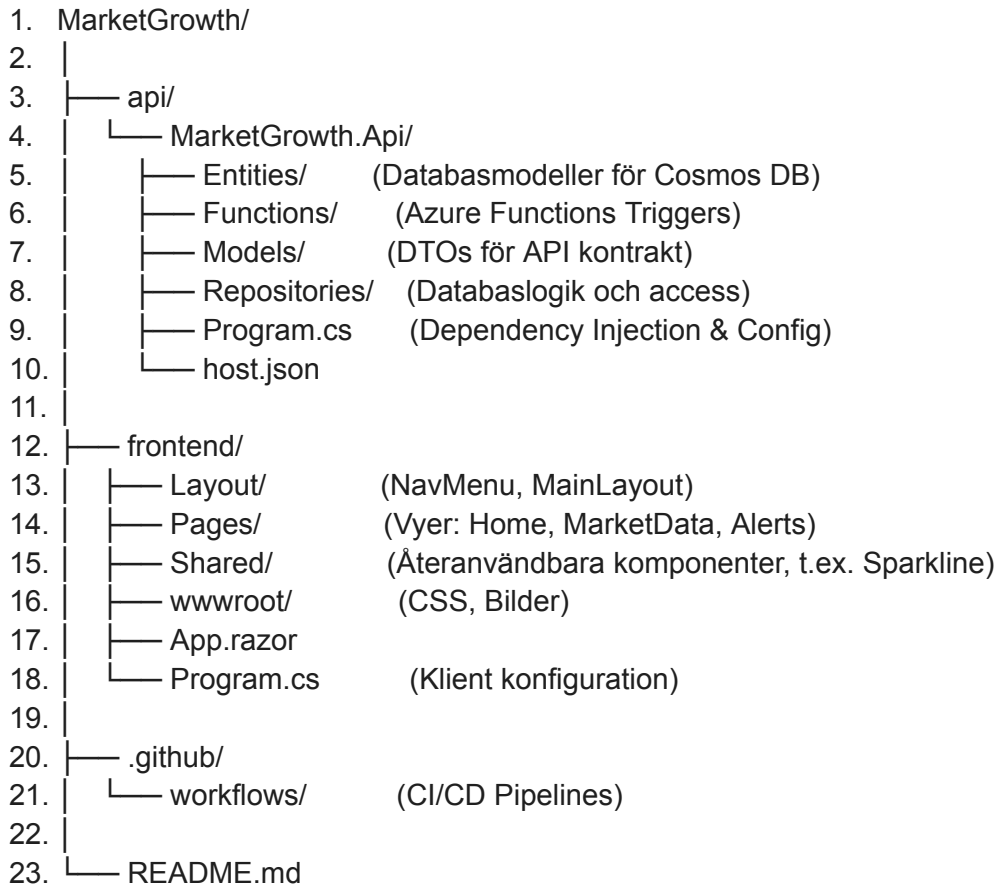 1. MarketGrowth/
2. │
3. ├── api/
4. │ └── MarketGrowth.Api/
5. │ ├── Entities/ (Databasmodeller för Cosmos DB)
6. │ ├── Functions/ (Azure Functions Triggers)
7. │ ├── Models/ (DTOs för API kontrakt)
8. │ ├── Repositories/ (Databaslogik och access)
9. │ ├── Program.cs (Dependency Injection & Config)
10. │ └── host.json
11. │
12. ├── frontend/
13. │ ├── Layout/ (NavMenu, MainLayout)
14. │ ├── Pages/ (Vyer: Home, MarketData, Alerts)
15. │ ├── Shared/ (Återanvändbara komponenter, t.ex. Sparkline)
16. │ ├── wwwroot/ (CSS, Bilder)
17. │ ├── App.razor
18. │ └── Program.cs (Klient konfiguration)
19. │
20. ├── .github/
21. │ └── workflows/ (CI/CD Pipelines)
22. │
23. └── README.md